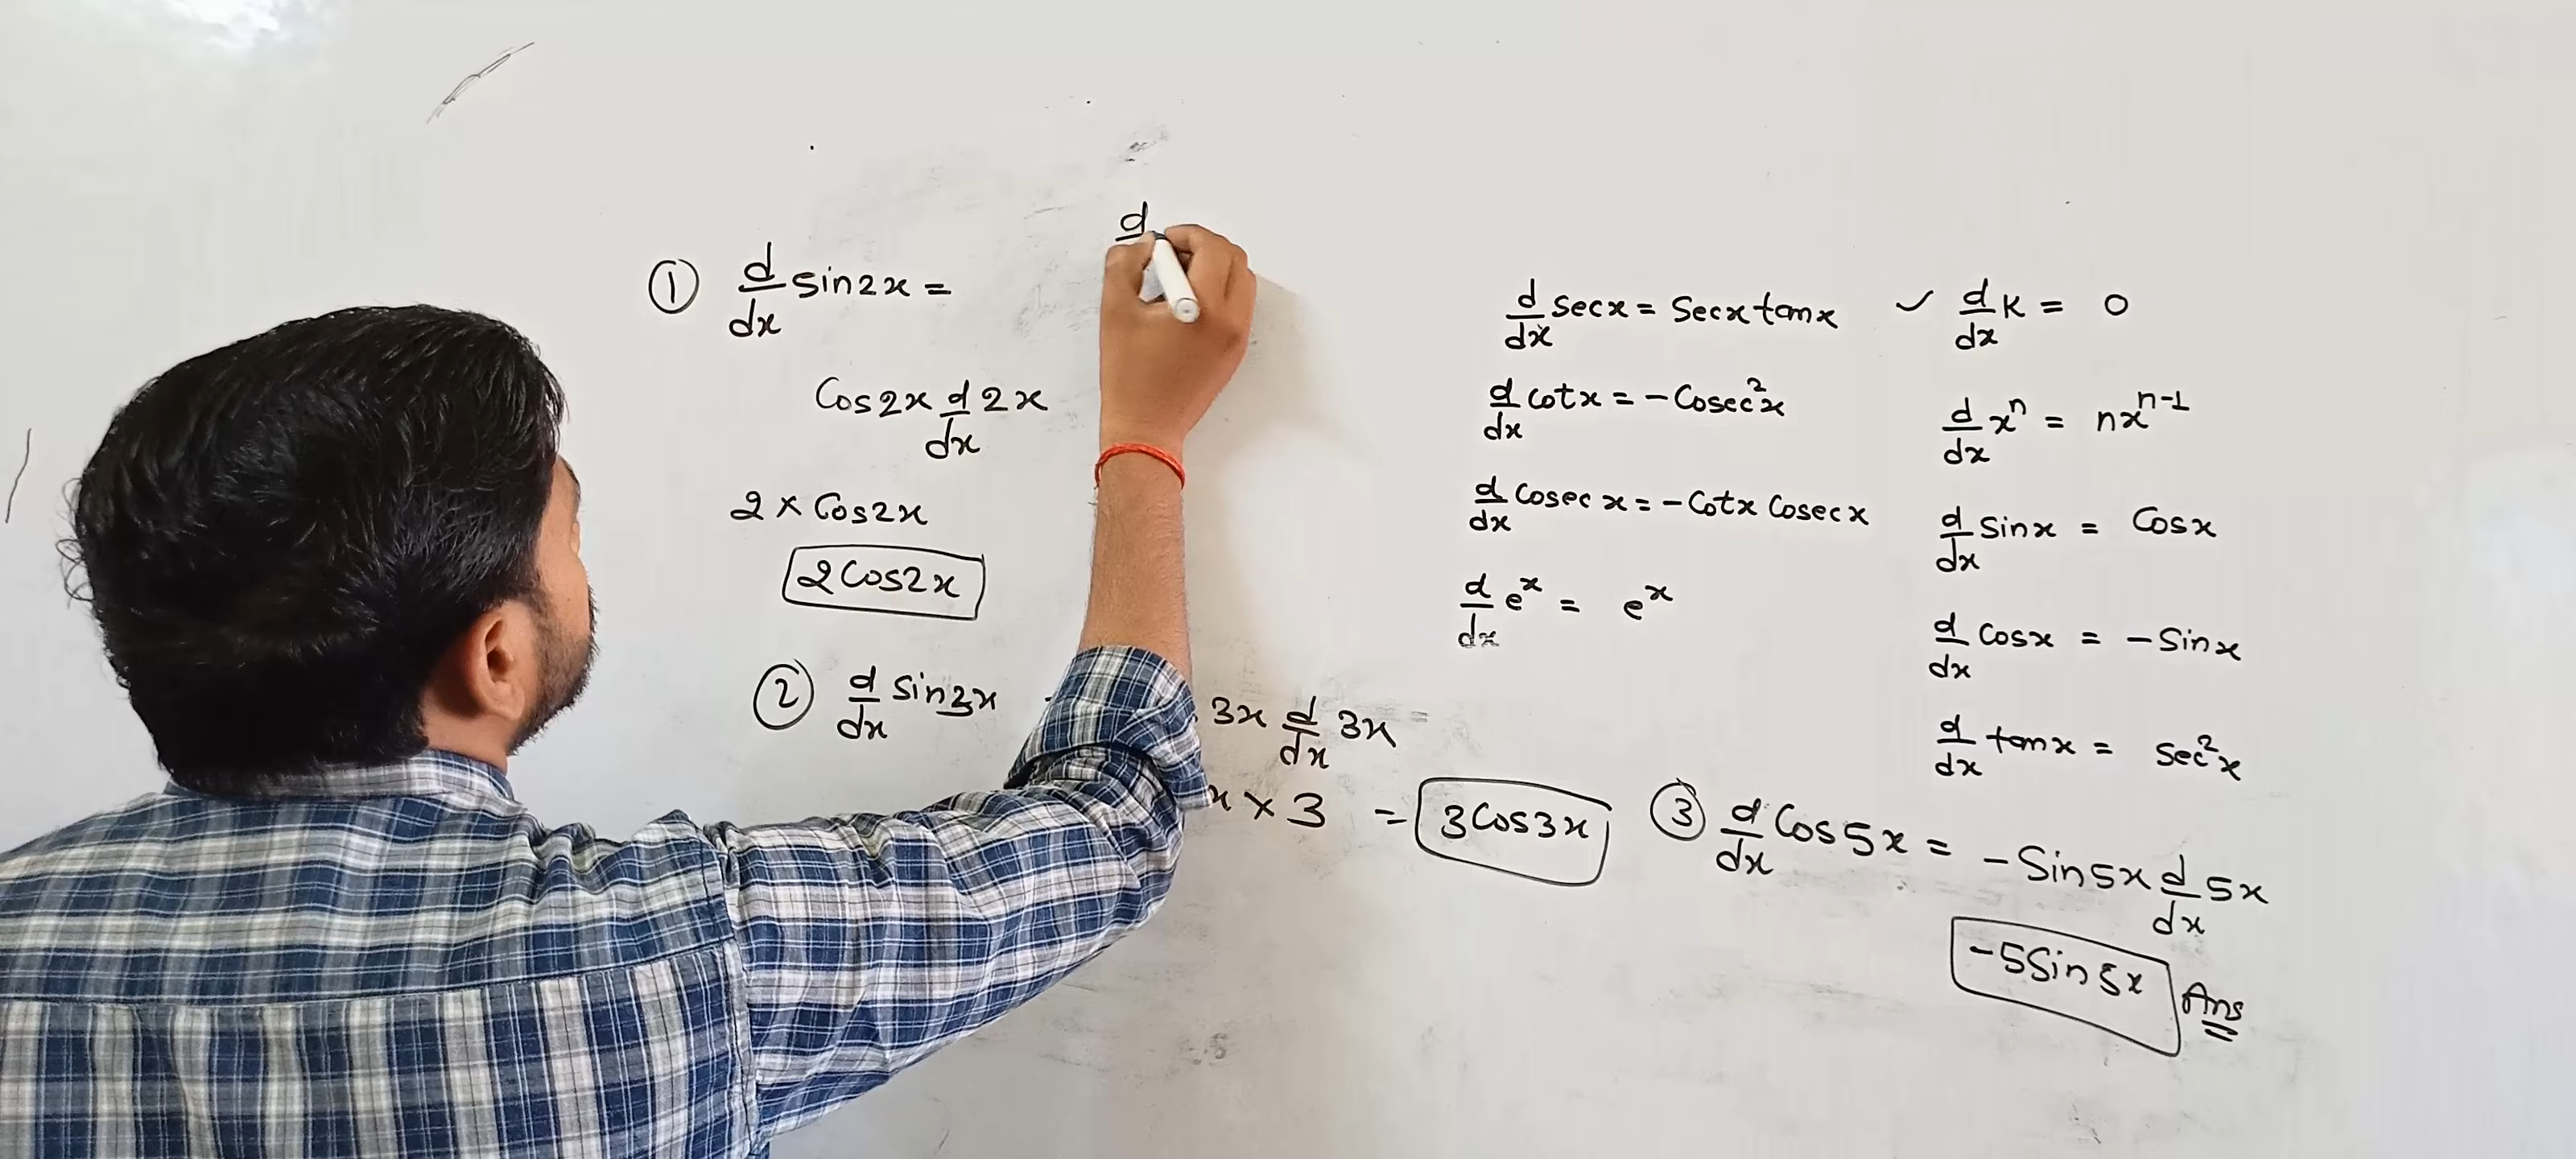 ① d/dx sin2x =
Cos2x d/dx 2x
2 × Cos2x
2Cos2x
② d/dx sin3x
3x d/dx 3x
x × 3 = 3Cos3x
d
d/dx secx = Secx tanx
d/dx cotx = -Cosec²x
d/dx Cosec x = -Cotx Cosecx
d/dx eˣ = eˣ
✓ d/dx K = 0
d/dx xⁿ = nxⁿ⁻¹
d/dx Sinx = Cosx
d/dx Cosx = -Sinx
d/dx tanx = Sec²x
③ d/dx Cos5x = -Sin5x d/dx 5x
-5Sin5x Ans